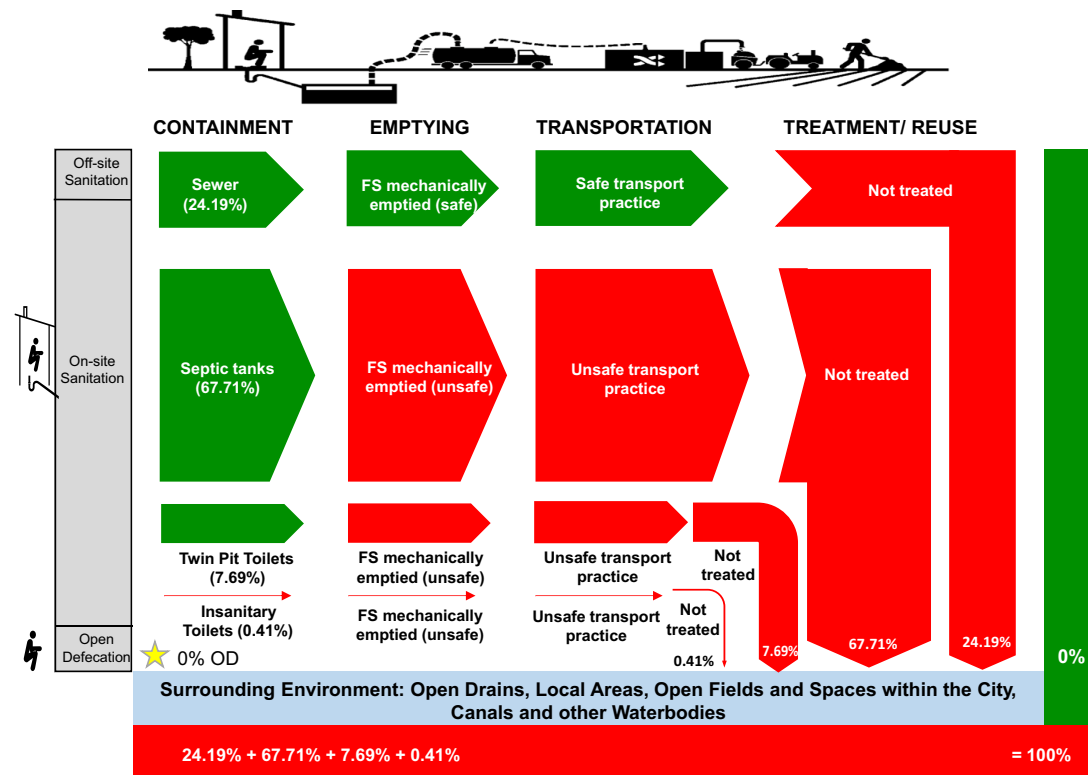 CONTAINMENT
EMPTYING
TRANSPORTATION
TREATMENT/ REUSE
Off-site
Sanitation
Sewer
(24.19%)
FS mechanically
emptied (safe)
Safe transport
practice
Not treated
On-site
Sanitation
Septic tanks
(67.71%)
FS mechanically
emptied (unsafe)
Unsafe transport
practice
Not treated
Twin Pit Toilets
(7.69%)
FS mechanically
emptied (unsafe)
Unsafe transport
practice
Not
treated
Insanitary
Toilets (0.41%)
FS mechanically
emptied (unsafe)
Unsafe transport
practice
Not
treated
0.41%
7.69%
67.71%
24.19%
Open
Defecation
0% OD
0%
Surrounding Environment: Open Drains, Local Areas, Open Fields and Spaces within the City,
Canals and other Waterbodies
24.19% + 67.71% + 7.69% + 0.41%
= 100%